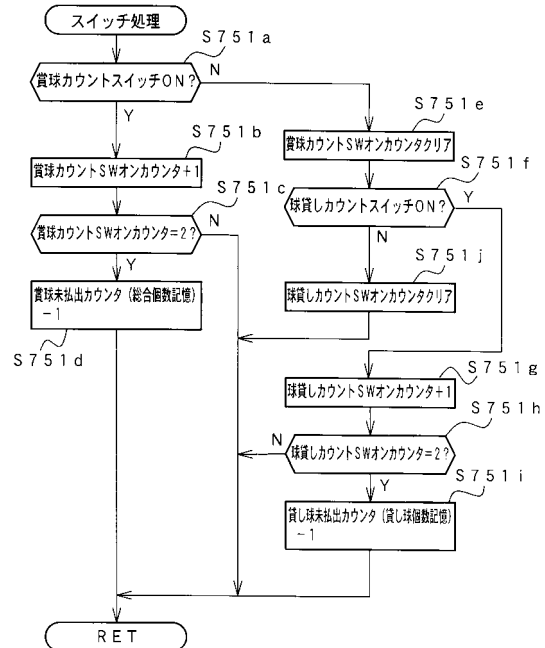 スイッチ処理
S751a
賞球カウントスイッチON?
N
Y
S751b
賞球カウントSWオンカウンタ+1
S751c
賞球カウントSWオンカウンタ=2?
N
Y
賞球未払出カウンタ(総合個数記憶)
-1
S751d
S751e
賞球カウントSWオンカウンタクリア
S751f
球貸しカウントスイッチON?
Y
N
S751j
球貸しカウントSWオンカウンタクリア
S751g
球貸しカウントSWオンカウンタ+1
S751h
N
球貸しカウントSWオンカウンタ=2?
Y
S751i
貸し球未払出カウンタ(貸し球個数記憶)
-1
RET